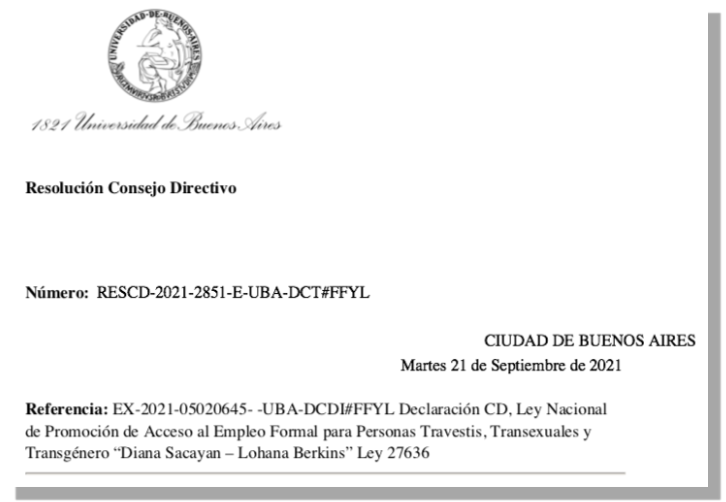 UNIVERSIDAD·DE·BUENOS·AIRES
1821 Universidad de Buenos Aires
Resolución Consejo Directivo
Número: RESCD-2021-2851-E-UBA-DCT#FFYL
CIUDAD DE BUENOS AIRES
Martes 21 de Septiembre de 2021
Referencia: EX-2021-05020645- -UBA-DCDI#FFYL Declaración CD, Ley Nacional
de Promoción de Acceso al Empleo Formal para Personas Travestis, Transexuales y
Transgénero “Diana Sacayan – Lohana Berkins” Ley 27636